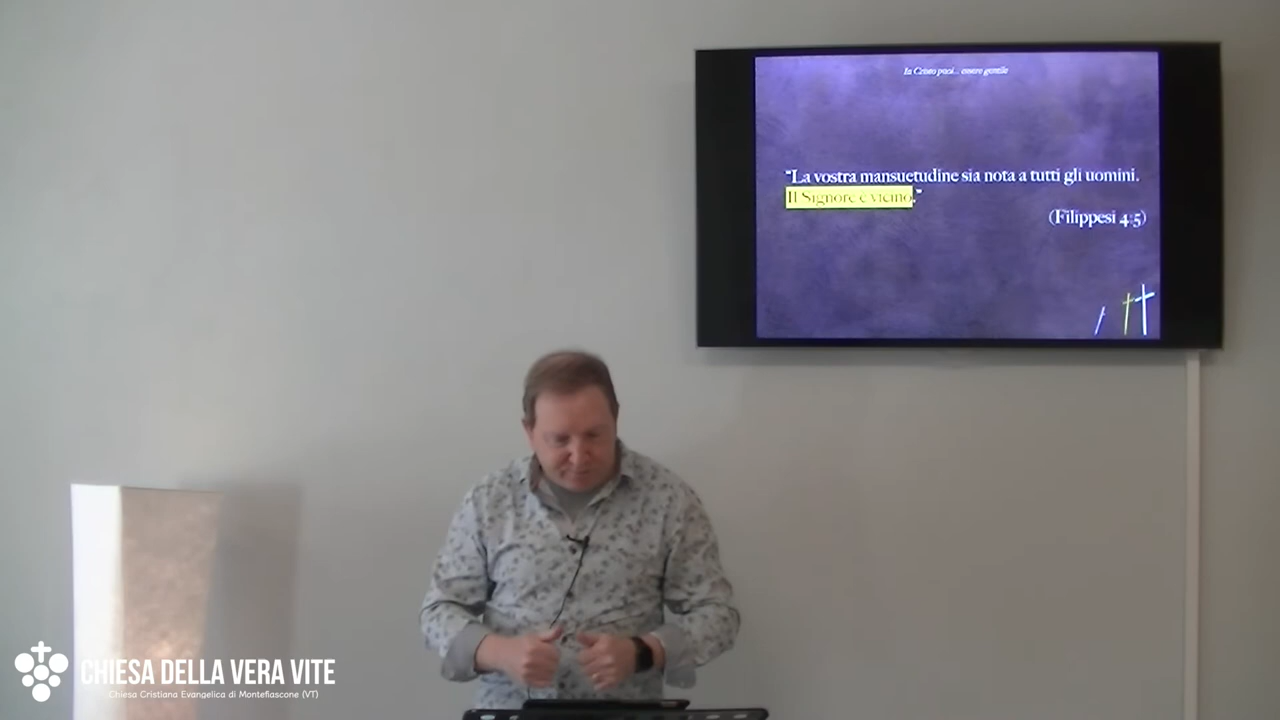 In Cristo puoi... essere gentile
“La vostra mansuetudine sia nota a tutti gli uomini.
Il Signore è vicino.”
(Filippesi 4:5)
CHIESA DELLA VERA VITE
Chiesa Cristiana Evangelica di Montefiascone (VT)